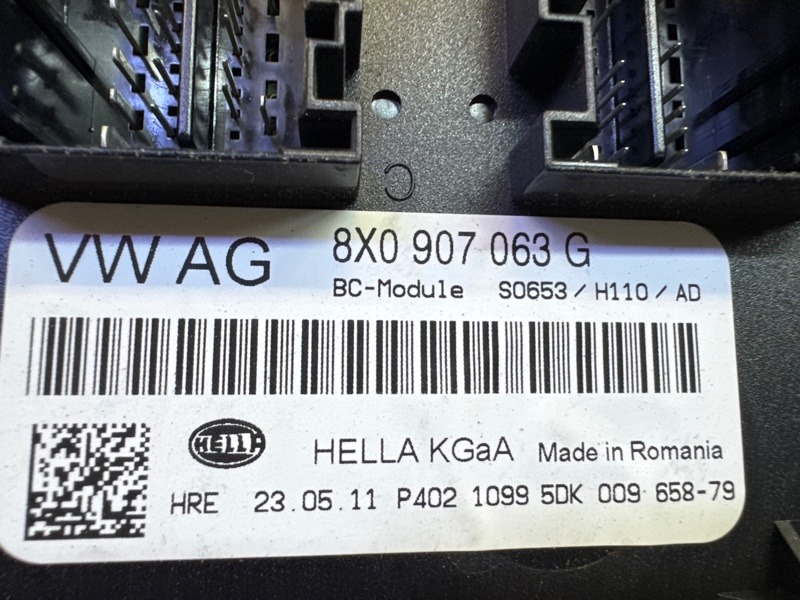 C
VW AG
8X0 907 063 G
BC-Module S0653 / H110 / AD
HELLA
HELLA KGaA Made in Romania
HRE 23.05.11 P402 1099 5DK 009 658-79